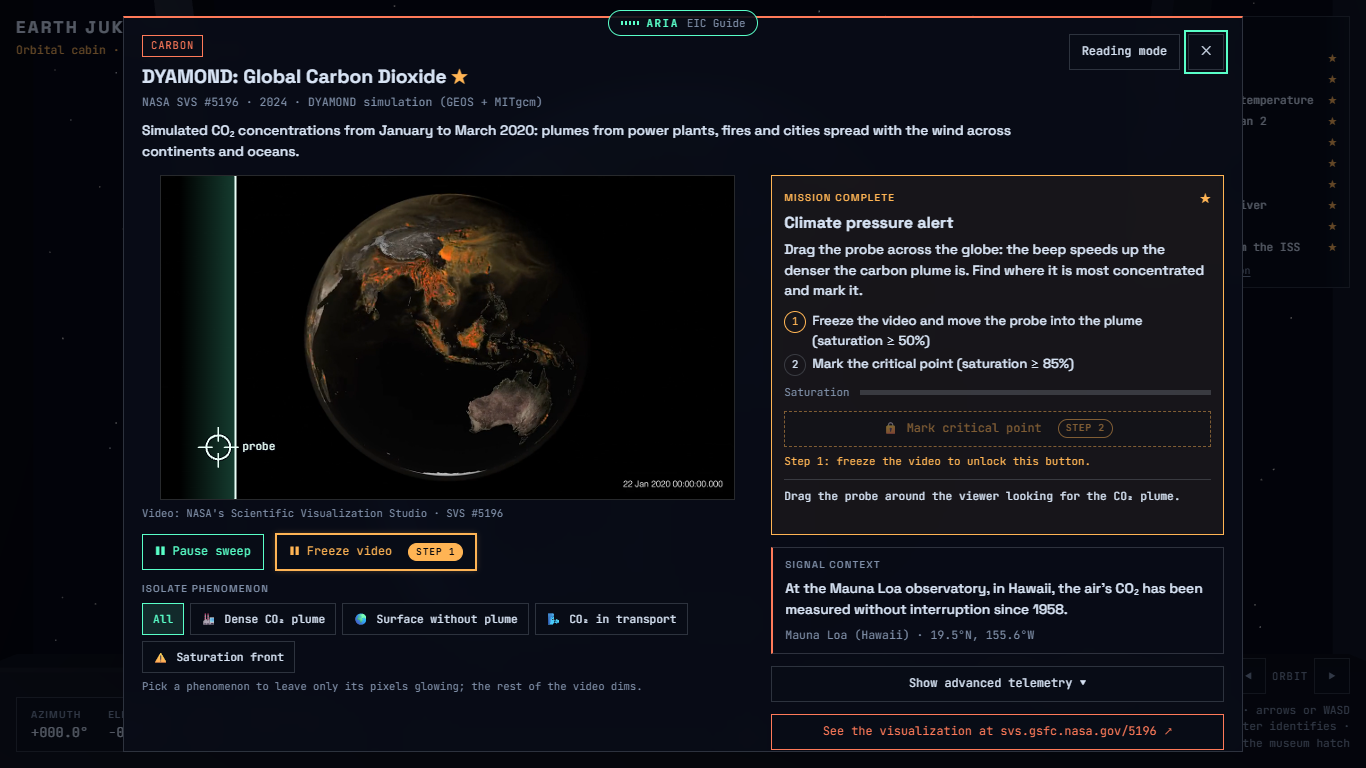 EARTH JUK
Orbital cabin ·
ARIA EIC Guide
CARBON
Reading mode
×
DYAMOND: Global Carbon Dioxide ★
NASA SVS #5196 · 2024 · DYAMOND simulation (GEOS + MITgcm)
Simulated CO₂ concentrations from January to March 2020: plumes from power plants, fires and cities spread with the wind across
continents and oceans.
probe
22 Jan 2020 00:00:00.000
Video: NASA's Scientific Visualization Studio · SVS #5196
Pause sweep
Freeze video STEP 1
ISOLATE PHENOMENON
All
Dense CO₂ plume
Surface without plume
CO₂ in transport
Saturation front
Pick a phenomenon to leave only its pixels glowing; the rest of the video dims.
MISSION COMPLETE ★
Climate pressure alert
Drag the probe across the globe: the beep speeds up the
denser the carbon plume is. Find where it is most concentrated
and mark it.
1 Freeze the video and move the probe into the plume
(saturation ≥ 50%)
2 Mark the critical point (saturation ≥ 85%)
Saturation
Mark critical point STEP 2
Step 1: freeze the video to unlock this button.
Drag the probe around the viewer looking for the CO₂ plume.
SIGNAL CONTEXT
At the Mauna Loa observatory, in Hawaii, the air's CO₂ has been
measured without interruption since 1958.
Mauna Loa (Hawaii) · 19.5°N, 155.6°W
Show advanced telemetry ▾
See the visualization at svs.gsfc.nasa.gov/5196 ↗
temperature ★
an 2 ★
iver ★
the ISS ★
AZIMUTH
+000.0°
ORBIT
· arrows or WASD
ter identifies ·
the museum hatch